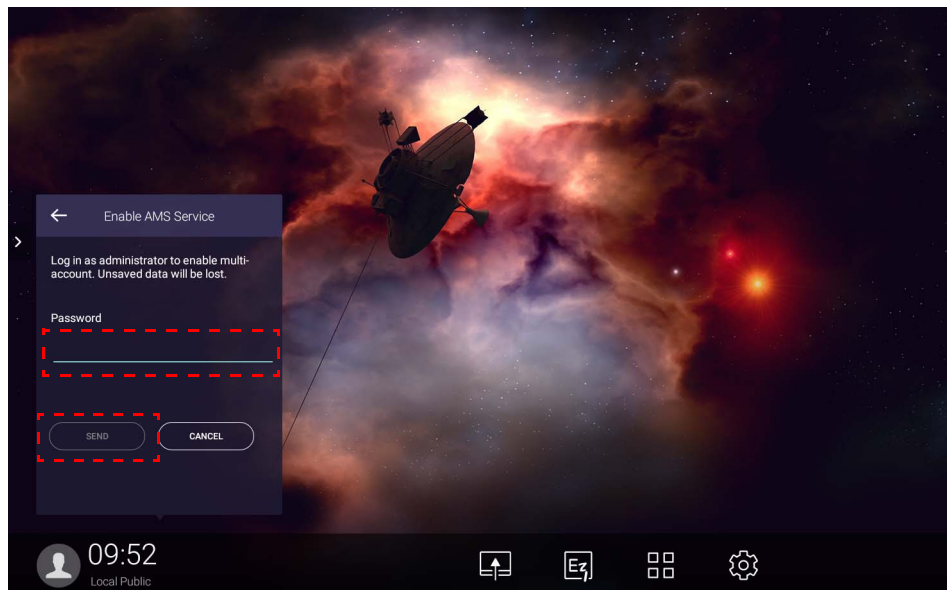 Enable AMS Service
Log in as administrator to enable multi-
account. Unsaved data will be lost.
Password
SEND
CANCEL
09:52
Local Public